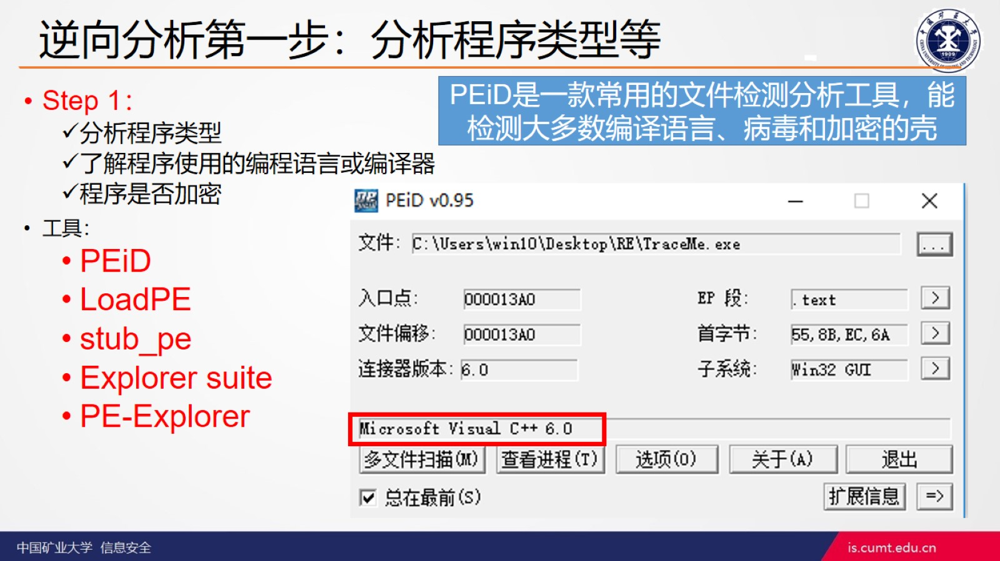 逆向分析第一步：分析程序类型等
• Step 1:
✓分析程序类型
✓了解程序使用的编程语言或编译器
✓程序是否加密
• 工具:
• PEiD
• LoadPE
• stub_pe
• Explorer suite
• PE-Explorer
PEiD是一款常用的文件检测分析工具，能
检测大多数编译语言、病毒和加密的壳
PEiD v0.95
文件: C:\Users\win10\Desktop\RE\TraceMe.exe ...
入口点: 000013A0 EP 段: .text >
文件偏移: 000013A0 首字节: 55,8B,EC,6A >
连接器版本: 6.0 子系统: Win32 GUI >
Microsoft Visual C++ 6.0
多文件扫描(M) 查看进程(T) 选项(O) 关于(A) 退出
总在最前(S) 扩展信息 =>
中国矿业大学 信息安全
is.cumt.edu.cn
1909